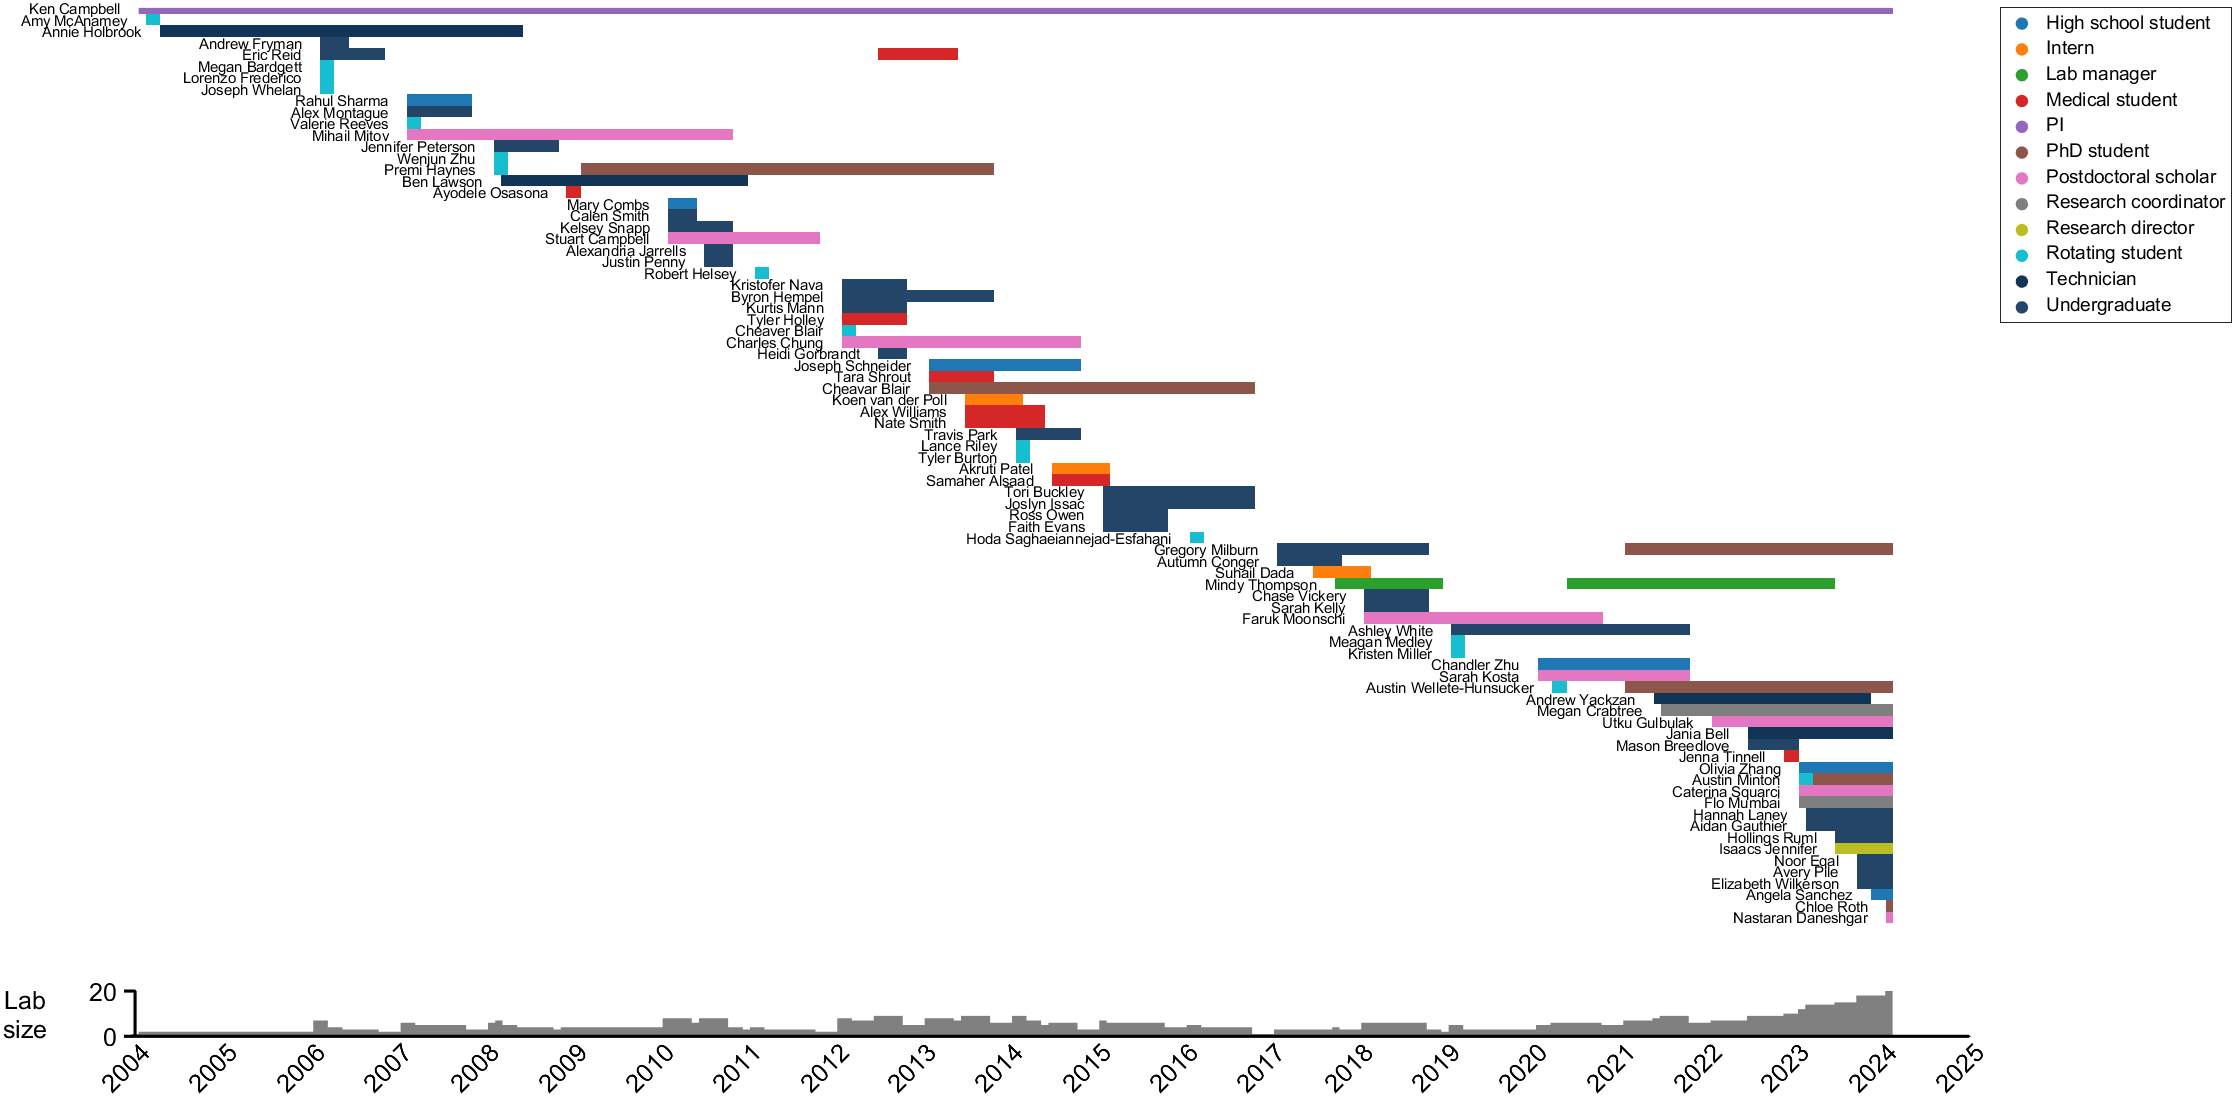 Ken Campbell
Amy McAnamey
Annie Holbrook
Andrew Fryman
Eric Reid
Megan Bardgett
Lorenzo Frederico
Joseph Whelan
Rahul Sharma
Alex Montague
Valerie Reeves
Mihail Mitov
Jennifer Peterson
Wenjun Zhu
Premi Haynes
Ben Lawson
Ayodele Osasona
Mary Combs
Calen Smith
Kelsey Snapp
Stuart Campbell
Alexandria Jarrells
Justin Penny
Robert Helsey
Kristofer Nava
Byron Hempel
Kurtis Mann
Tyler Holley
Cheaver Blair
Charles Chung
Heidi Gorbrandt
Joseph Schneider
Tara Shrout
Cheavar Blair
Koen van der Poll
Alex Williams
Nate Smith
Travis Park
Lance Riley
Tyler Burton
Akruti Patel
Samaher Alsaad
Tori Buckley
Joslyn Issac
Ross Owen
Faith Evans
Hoda Saghaeiannejad-Esfahani
Gregory Milburn
Autumn Conger
Suhail Dada
Mindy Thompson
Chase Vickery
Sarah Kelly
Faruk Moonschi
Ashley White
Meagan Medley
Kristen Miller
Chandler Zhu
Sarah Kosta
Austin Wellete-Hunsucker
Andrew Yackzan
Megan Crabtree
Utku Gulbulak
Jania Bell
Mason Breedlove
Jenna Tinnell
Olivia Zhang
Austin Minton
Caterina Squarci
Flo Mumbai
Hannah Laney
Aidan Gauthier
Hollings Ruml
Isaacs Jennifer
Noor Eqal
Avery Plle
Elizabeth Wilkerson
Angela Sanchez
Chloe Roth
Nastaran Daneshgar
High school student
Intern
Lab manager
Medical student
PI
PhD student
Postdoctoral scholar
Research coordinator
Research director
Rotating student
Technician
Undergraduate
Lab
size
20
0
2004
2005
2006
2007
2008
2009
2010
2011
2012
2013
2014
2015
2016
2017
2018
2019
2020
2021
2022
2023
2024
2025